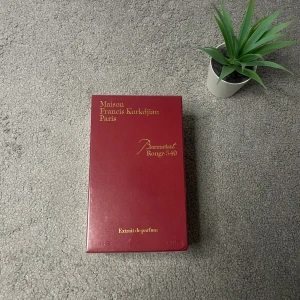 Maison
Francis Kurkdjian
Paris
Baccarat
Rouge 540
Extrait de parfum